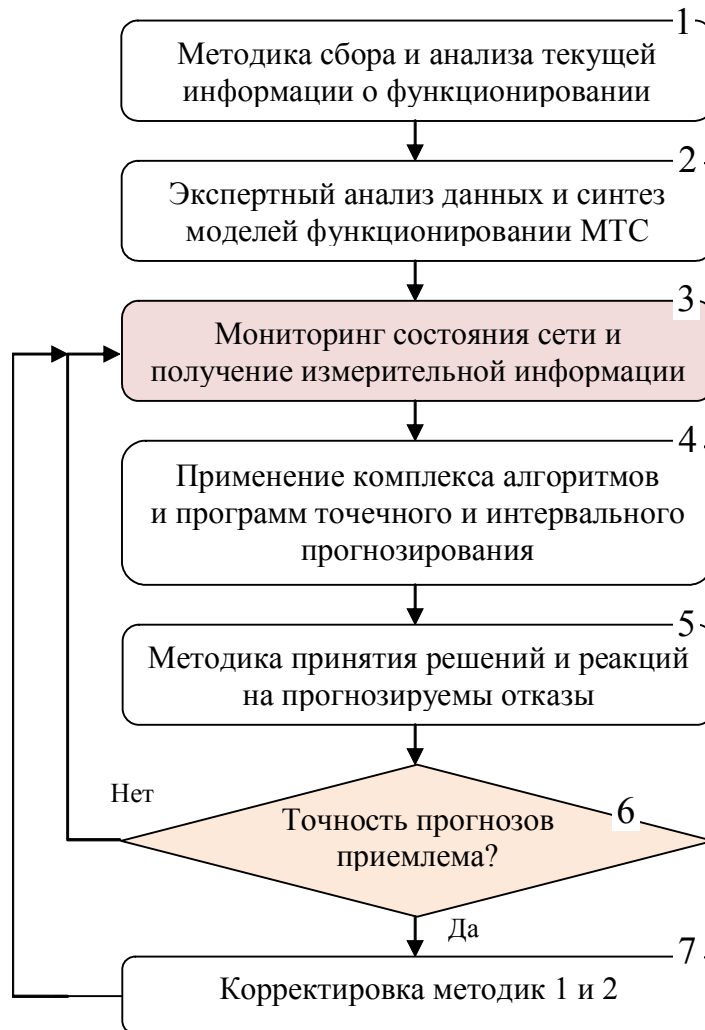 1
Методика сбора и анализа текущей
информации о функционировании
2
Экспертный анализ данных и синтез
моделей функционировании МТС
3
Мониторинг состояния сети и
получение измерительной информации
4
Применение комплекса алгоритмов
и программ точечного и интервального
прогнозирования
5
Методика принятия решений и реакций
на прогнозируемы отказы
Нет
6
Точность прогнозов
приемлема?
Да
7
Корректировка методик 1 и 2